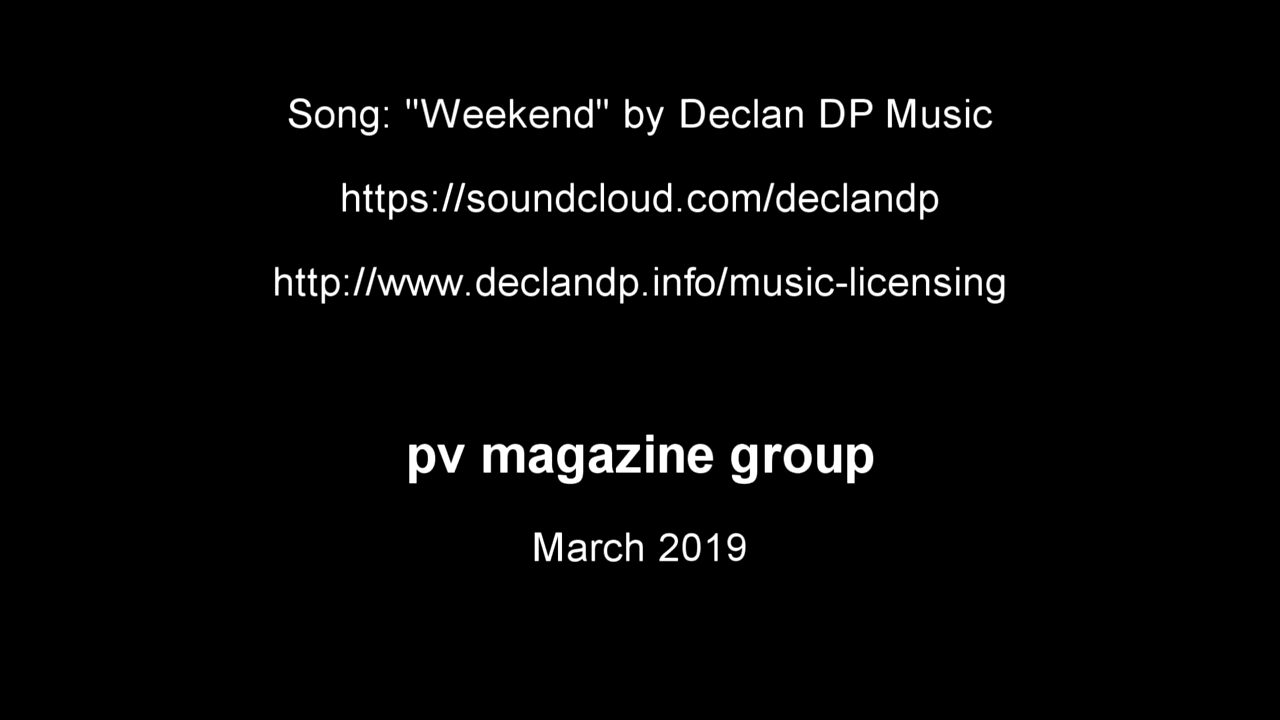 Song: "Weekend" by Declan DP Music
https://soundcloud.com/declandp
http://www.declandp.info/music-licensing
pv magazine group
March 2019